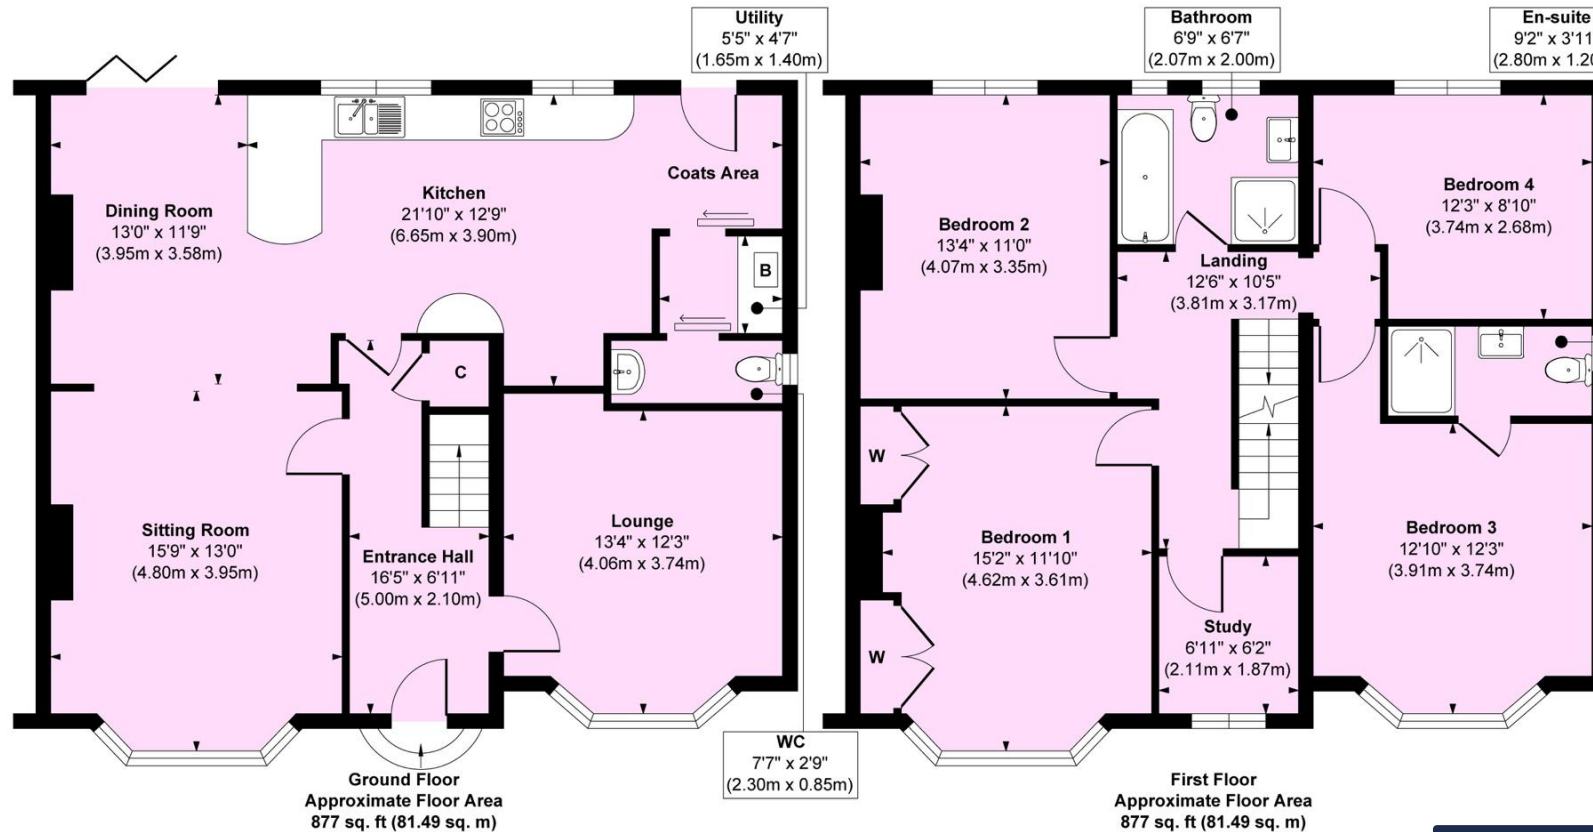 Utility
5'5" x 4'7"
(1.65m x 1.40m)
Coats Area
Kitchen
21'10" x 12'9"
(6.65m x 3.90m)
Dining Room
13'0" x 11'9"
(3.95m x 3.58m)
B
C
Sitting Room
15'9" x 13'0"
(4.80m x 3.95m)
Entrance Hall
16'5" x 6'11"
(5.00m x 2.10m)
Lounge
13'4" x 12'3"
(4.06m x 3.74m)
WC
7'7" x 2'9"
(2.30m x 0.85m)
Ground Floor
Approximate Floor Area
877 sq. ft (81.49 sq. m)
Bathroom
6'9" x 6'7"
(2.07m x 2.00m)
En-suite
9'2" x 3'11
(2.80m x 1.20
Bedroom 2
13'4" x 11'0"
(4.07m x 3.35m)
Bedroom 4
12'3" x 8'10"
(3.74m x 2.68m)
Landing
12'6" x 10'5"
(3.81m x 3.17m)
W
W
Bedroom 1
15'2" x 11'10"
(4.62m x 3.61m)
Bedroom 3
12'10" x 12'3"
(3.91m x 3.74m)
Study
6'11" x 6'2"
(2.11m x 1.87m)
First Floor
Approximate Floor Area
877 sq. ft (81.49 sq. m)